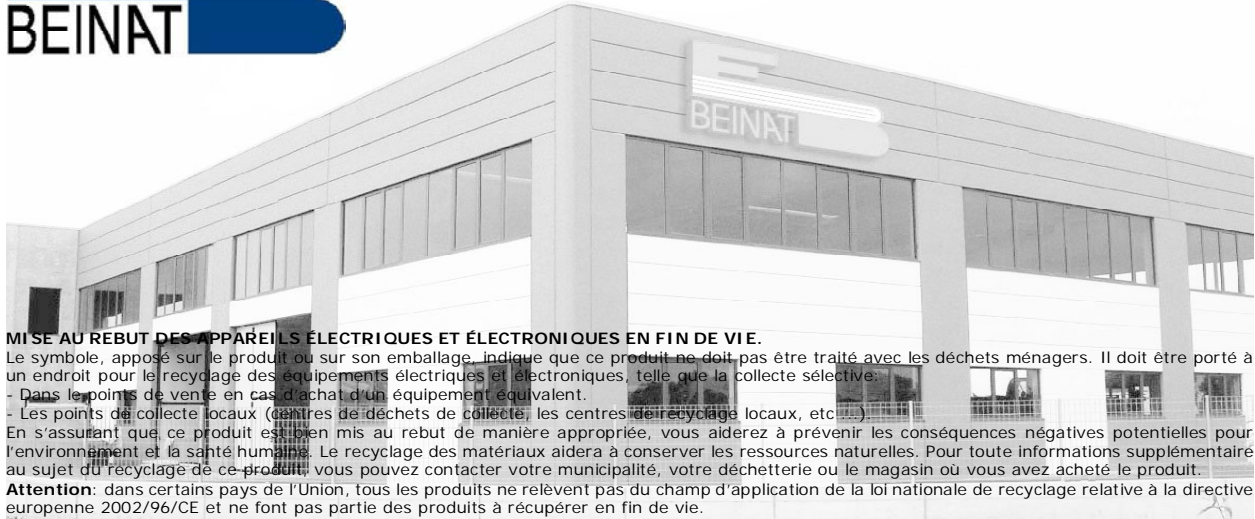 BEINAT
BEINAT
MISE AU REBUT DES APPAREILS ÉLECTRIQUES ET ÉLECTRONIQUES EN FIN DE VIE.
Le symbole, apposé sur le produit ou sur son emballage, indique que ce produit ne doit pas être traité avec les déchets ménagers. Il doit être porté à
un endroit pour le recyclage des équipements électriques et électroniques, telle que la collecte sélective:
- Dans le points de vente en cas d'achat d'un équipement équivalent.
- Les points de collecte locaux (centres de déchets de collecte, les centres de recyclage locaux, etc ...).
En s'assurant que ce produit est bien mis au rebut de manière appropriée, vous aiderez à prévenir les conséquences négatives potentielles pour
l'environnement et la santé humaine. Le recyclage des matériaux aidera à conserver les ressources naturelles. Pour toute informations supplémentaire
au sujet du recyclage de ce produit, vous pouvez contacter votre municipalité, votre déchetterie ou le magasin où vous avez acheté le produit.
Attention: dans certains pays de l'Union, tous les produits ne relèvent pas du champ d'application de la loi nationale de recyclage relative à la directive
europenne 2002/96/CE et ne font pas partie des produits à récupérer en fin de vie.